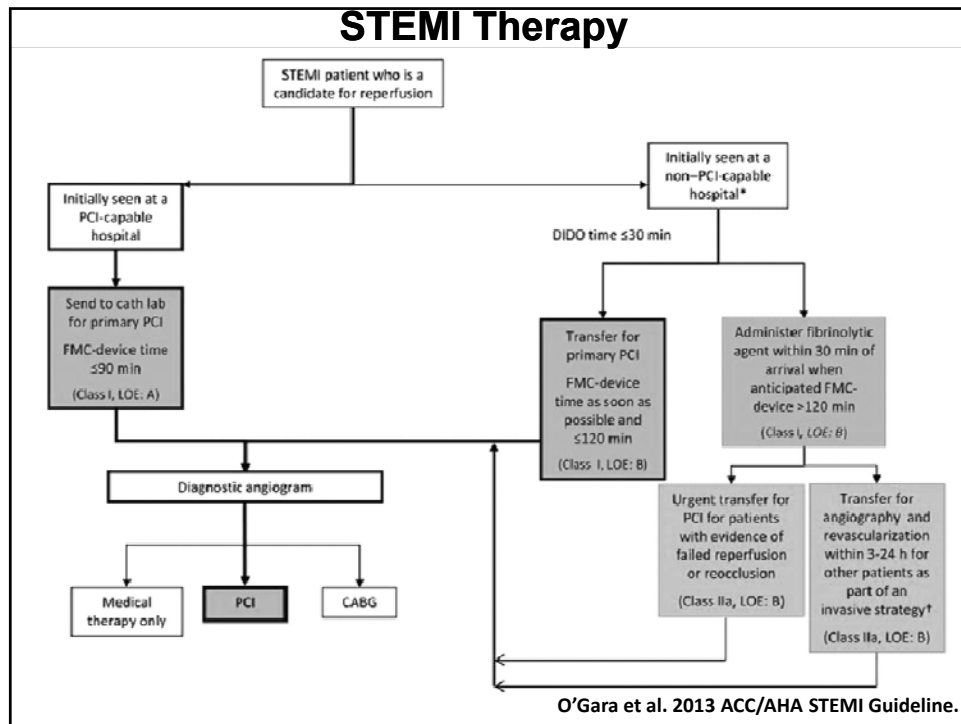 STEMI Therapy
STEMI patient who is a
candidate for reperfusion
Initially seen at a
PCI-capable
hospital
Initially seen at a
non–PCI-capable
hospital*
DIDO time ≤30 min
Send to cath lab
for primary PCI
FMC-device time
≤90 min
(Class I, LOE: A)
Transfer for
primary PCI
FMC-device
time as soon as
possible and
≤120 min
(Class I, LOE: B)
Administer fibrinolytic
agent within 30 min of
arrival when
anticipated FMC-
device >120 min
(Class I, LOE: B)
Diagnostic angiogram
Urgent transfer for
PCI for patients
with evidence of
failed reperfusion
or reocclusion
(Class IIa, LOE: B)
Transfer for
angiography and
revascularization
within 3-24 h for
other patients as
part of an
invasive strategy†
(Class IIa, LOE: B)
Medical
therapy only
PCI
CABG
O'Gara et al. 2013 ACC/AHA STEMI Guideline.